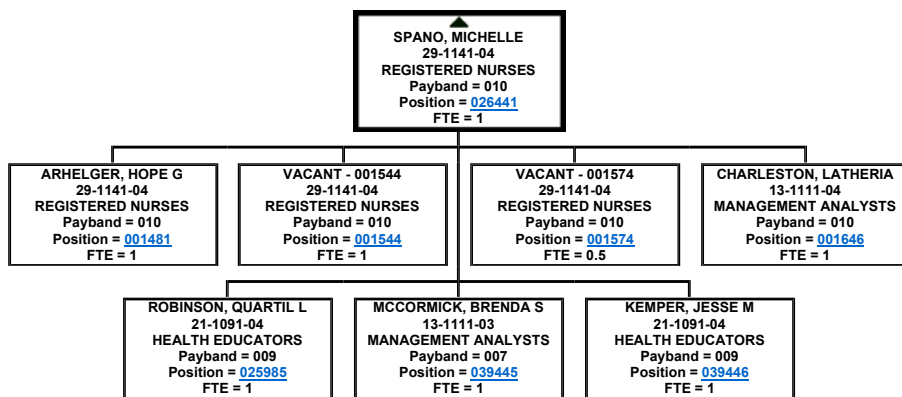 SPANO, MICHELLE
29-1141-04
REGISTERED NURSES
Payband = 010
Position = 026441
FTE = 1
ARHELGER, HOPE G
29-1141-04
REGISTERED NURSES
Payband = 010
Position = 001481
FTE = 1
VACANT - 001544
29-1141-04
REGISTERED NURSES
Payband = 010
Position = 001544
FTE = 1
VACANT - 001574
29-1141-04
REGISTERED NURSES
Payband = 010
Position = 001574
FTE = 0.5
CHARLESTON, LATHERIA
13-1111-04
MANAGEMENT ANALYSTS
Payband = 010
Position = 001646
FTE = 1
ROBINSON, QUARTIL L
21-1091-04
HEALTH EDUCATORS
Payband = 009
Position = 025985
FTE = 1
MCCORMICK, BRENDA S
13-1111-03
MANAGEMENT ANALYSTS
Payband = 007
Position = 039445
FTE = 1
KEMPER, JESSE M
21-1091-04
HEALTH EDUCATORS
Payband = 009
Position = 039446
FTE = 1